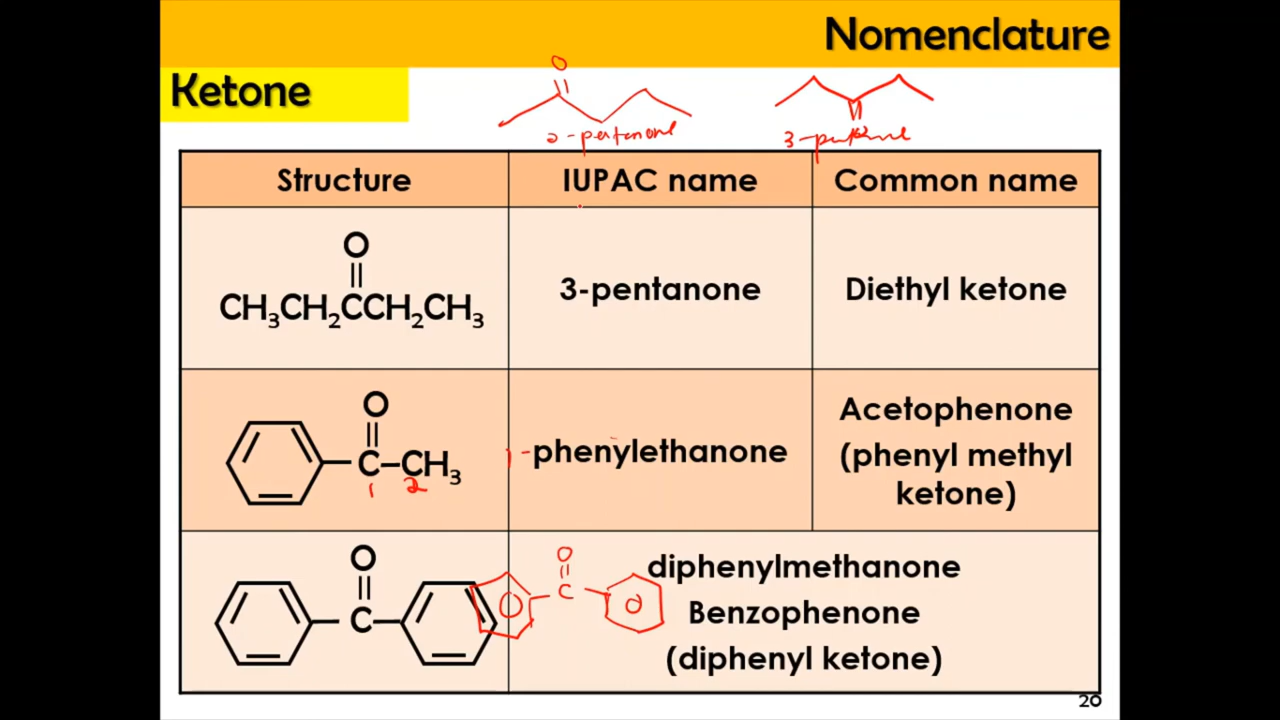 Nomenclature
Ketone
O
2-pentanone
3-pentanone
Structure
IUPAC name
Common name
O
CH3CH2CCH2CH3
3-pentanone
Diethyl ketone
O
C–CH3
1 2
1-phenylethanone
Acetophenone
(phenyl methyl
ketone)
O
C
O
C
diphenylmethanone
Benzophenone
(diphenyl ketone)
20